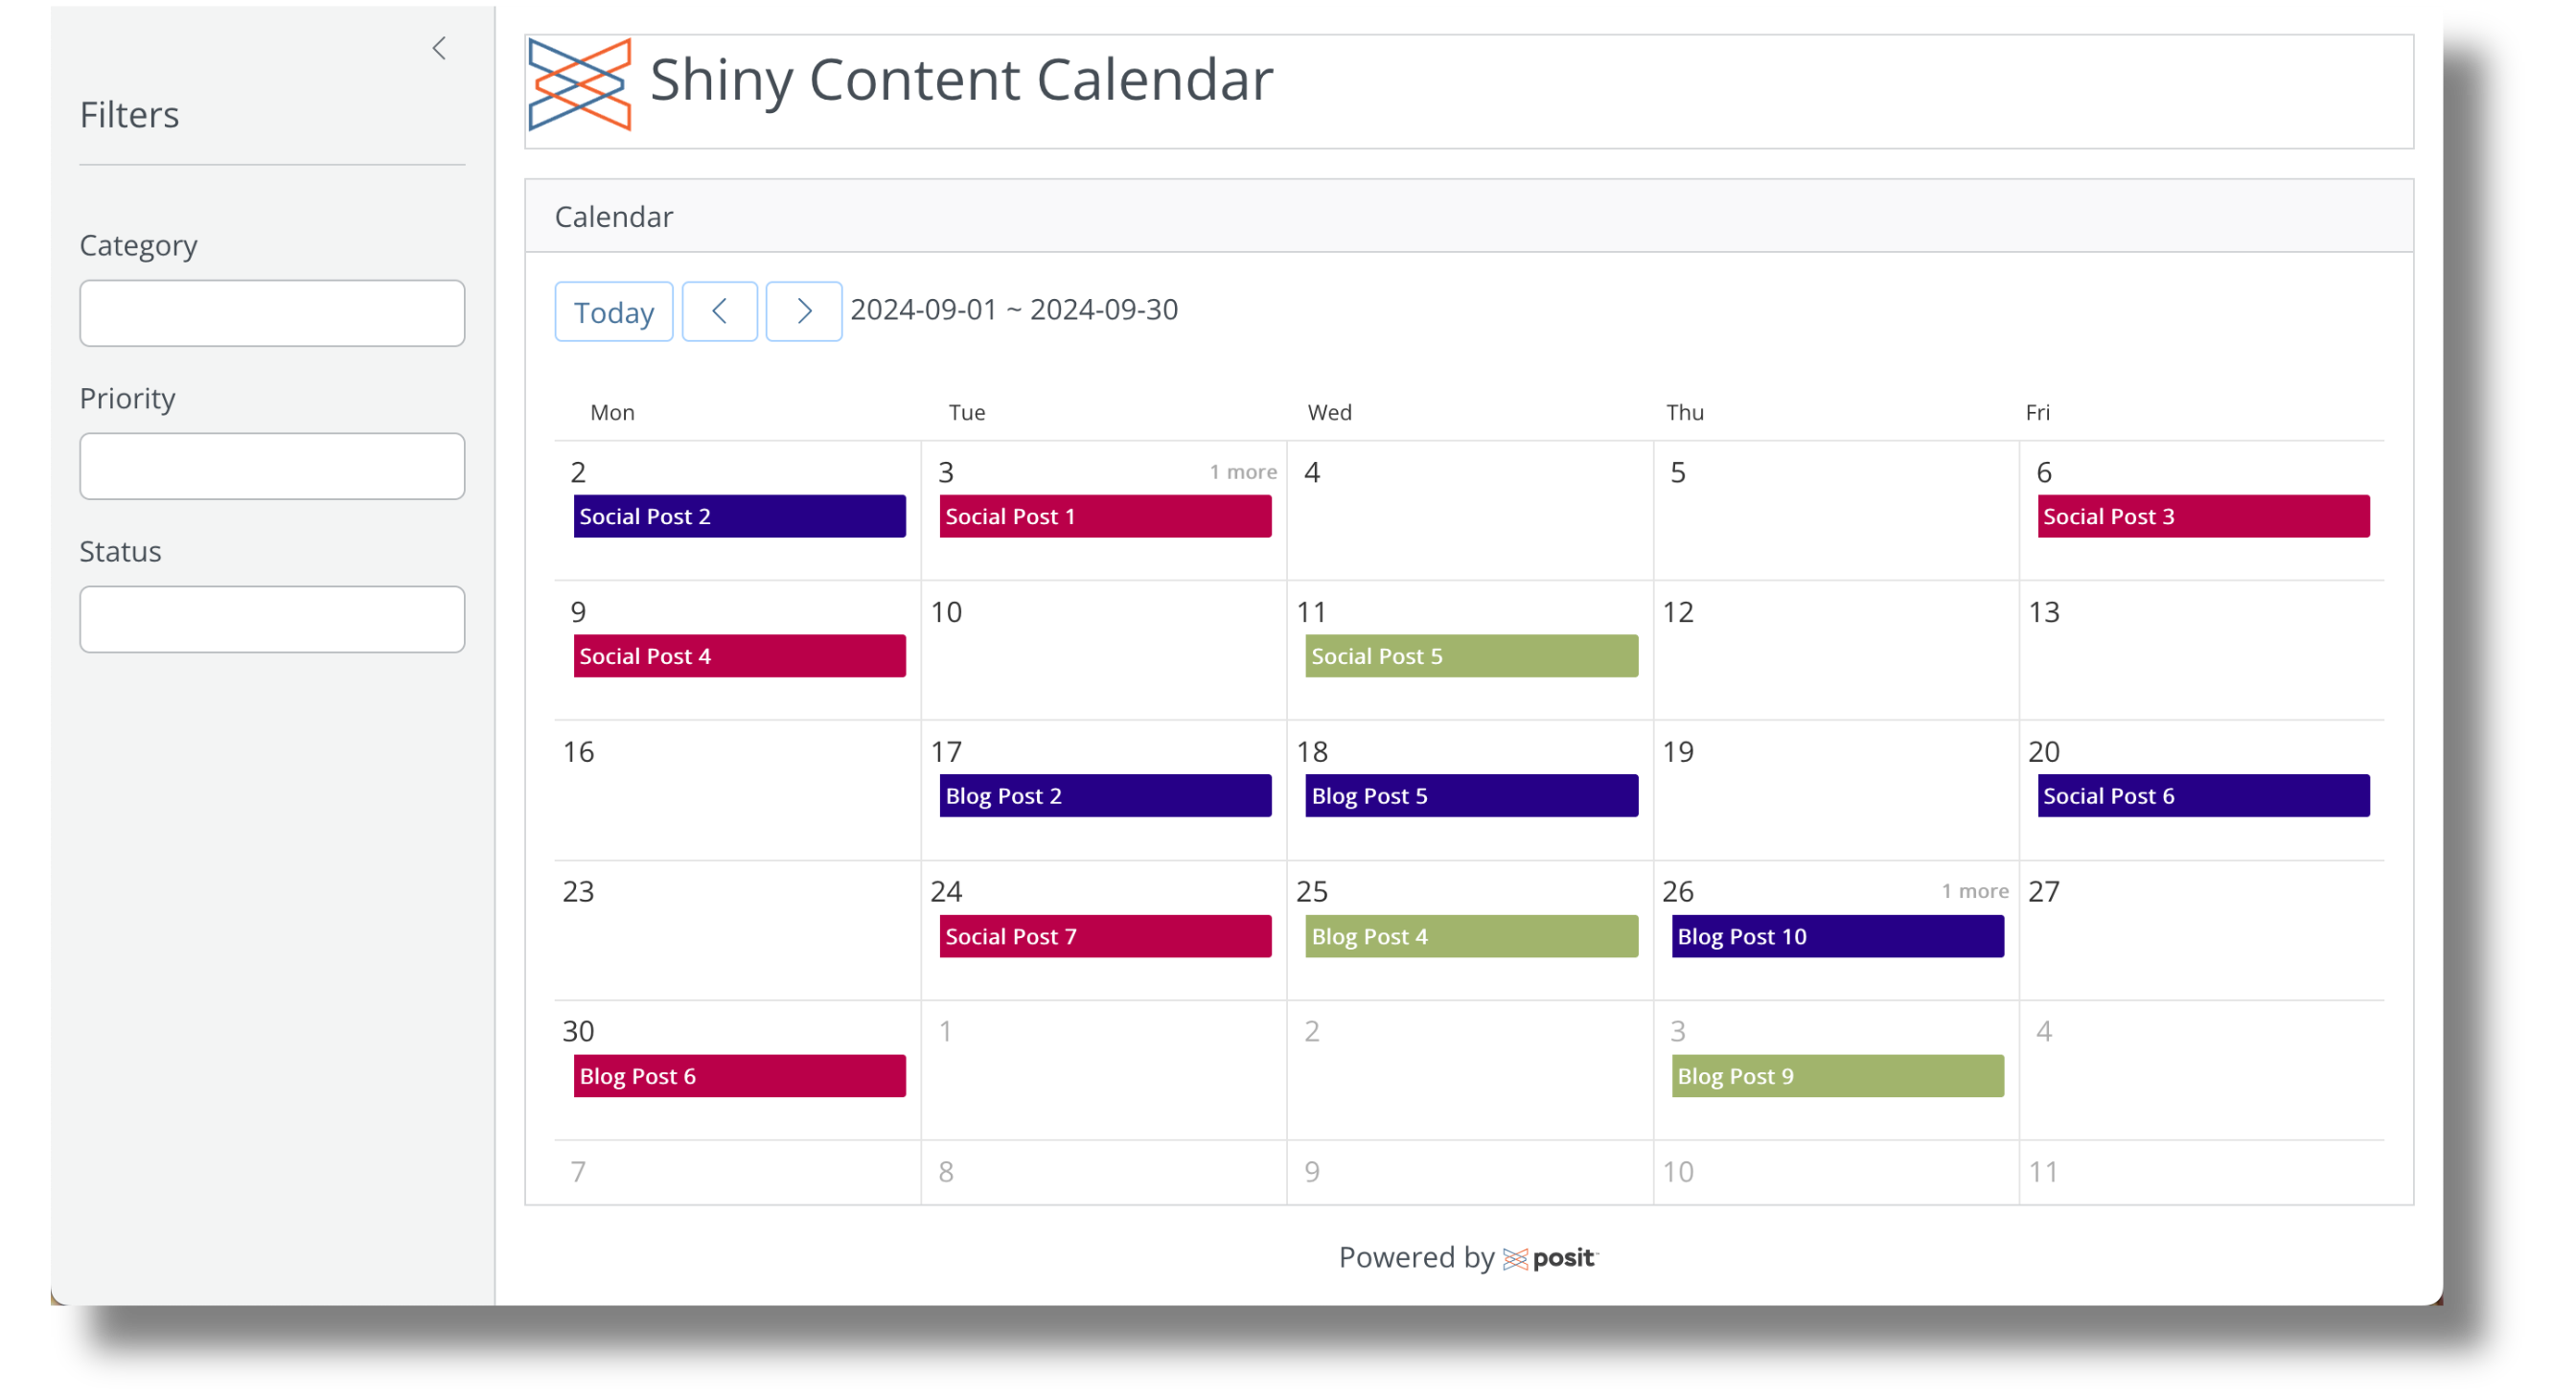 Filters
Category
Priority
Status
Shiny Content Calendar
Calendar
Today 2024-09-01 ~ 2024-09-30
Mon Tue Wed Thu Fri
2 3 1 more 4 5 6
Social Post 2 Social Post 1 Social Post 3
9 10 11 12 13
Social Post 4 Social Post 5
16 17 18 19 20
Blog Post 2 Blog Post 5 Social Post 6
23 24 25 26 1 more 27
Social Post 7 Blog Post 4 Blog Post 10
30 1 2 3 4
Blog Post 6 Blog Post 9
7 8 9 10 11
Powered by posit